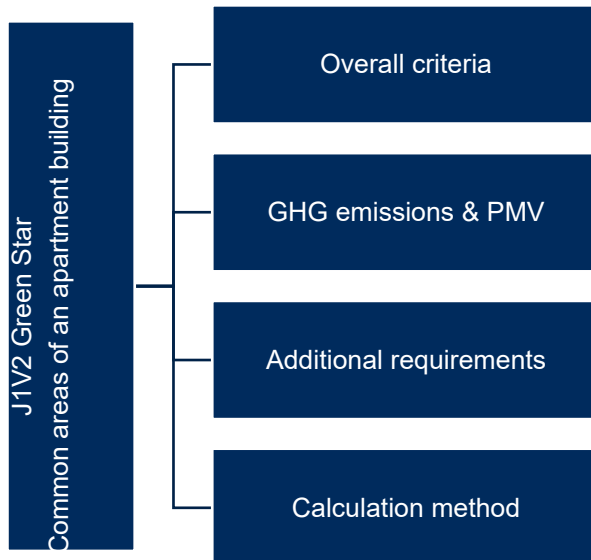 J1V2 Green Star
Common areas of an apartment building
Overall criteria
GHG emissions & PMV
Additional requirements
Calculation method